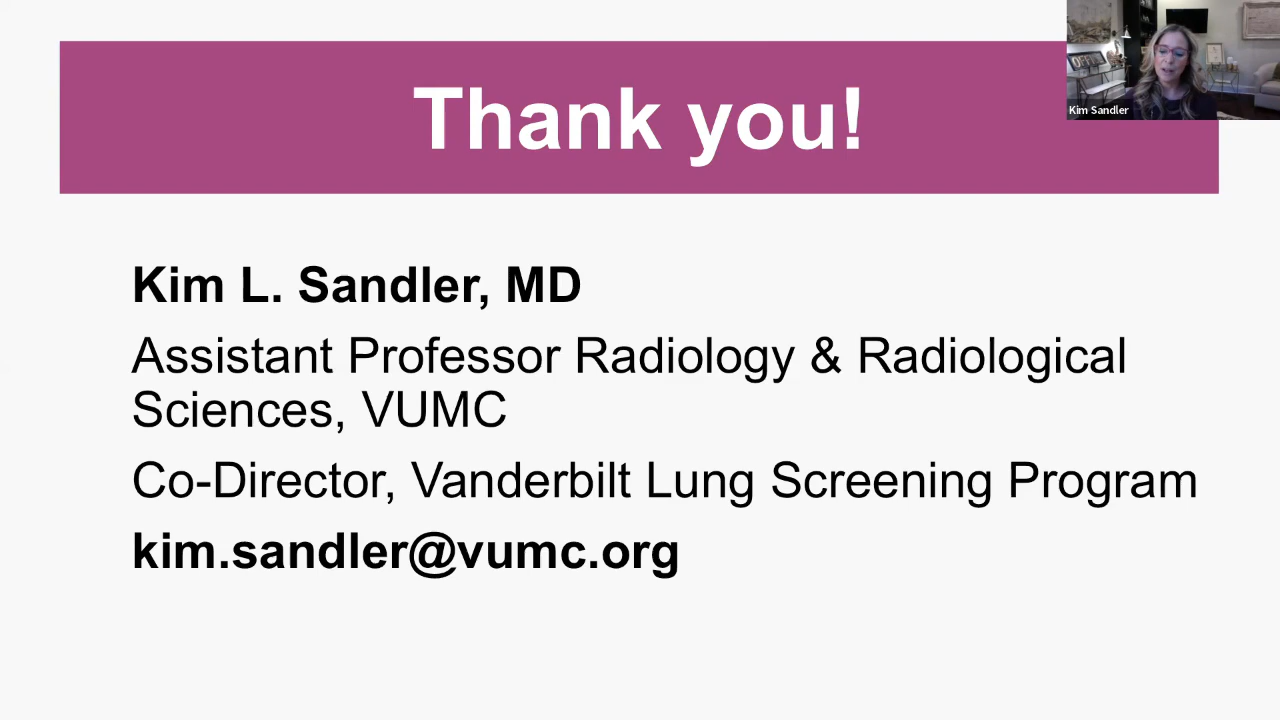 Thank you!
Kim Sandler
Kim L. Sandler, MD
Assistant Professor Radiology & Radiological
Sciences, VUMC
Co-Director, Vanderbilt Lung Screening Program
kim.sandler@vumc.org